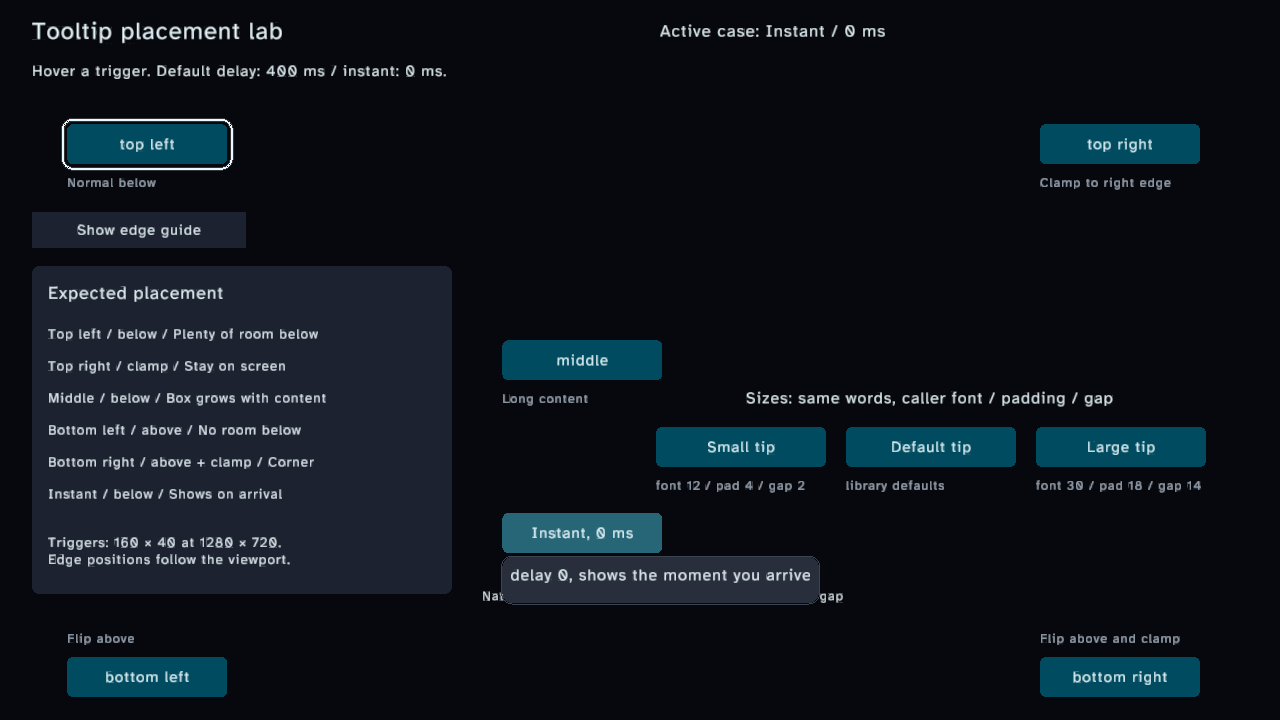 Tooltip placement lab
Active case: Instant / 0 ms
Hover a trigger. Default delay: 400 ms / instant: 0 ms.
top left
top right
Normal below
Clamp to right edge
Show edge guide
Expected placement
Top left / below / Plenty of room below
Top right / clamp / Stay on screen
Middle / below / Box grows with content
Bottom left / above / No room below
Bottom right / above + clamp / Corner
Instant / below / Shows on arrival
Triggers: 160 × 40 at 1280 × 720.
Edge positions follow the viewport.
middle
Long content
Sizes: same words, caller font / padding / gap
Small tip
Default tip
Large tip
font 12 / pad 4 / gap 2
library defaults
font 30 / pad 18 / gap 14
Instant, 0 ms
delay 0, shows the moment you arrive
gap
Flip above
Flip above and clamp
bottom left
bottom right